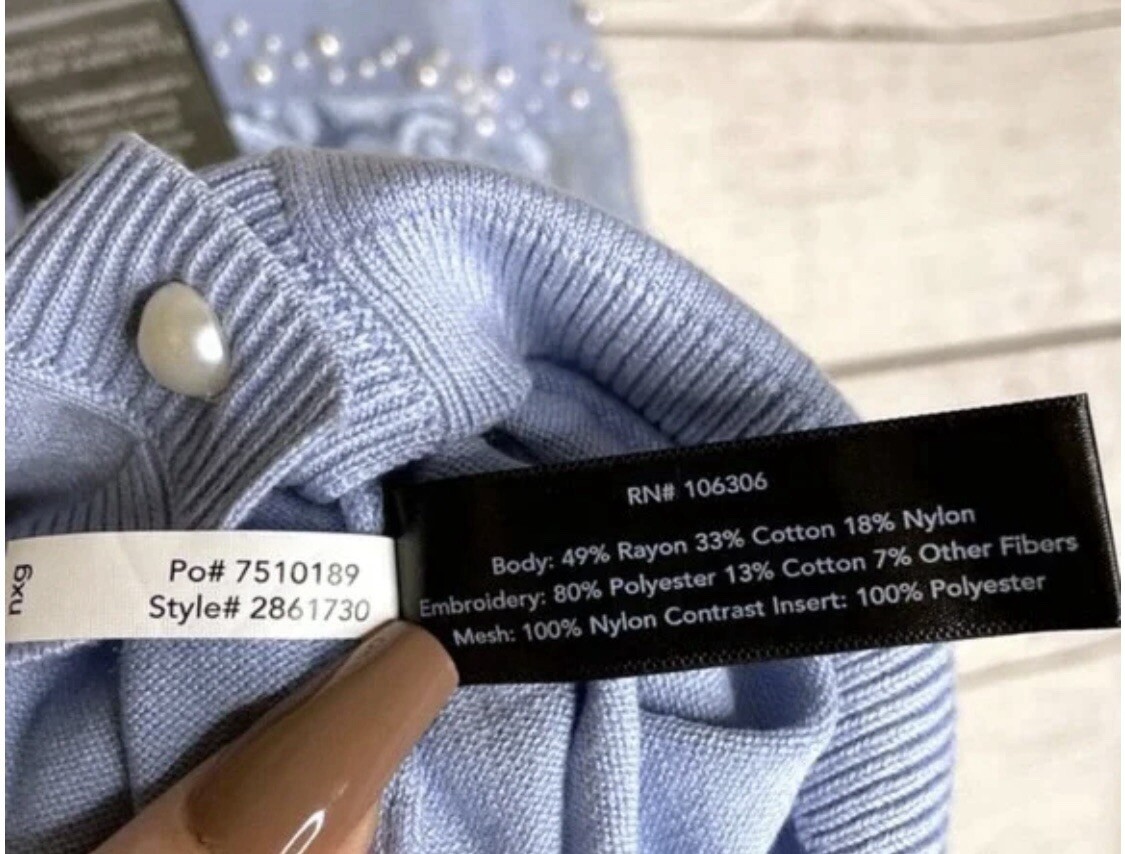 RN# 106306
Body: 49% Rayon 33% Cotton 18% Nylon
Embroidery: 80% Polyester 13% Cotton 7% Other Fibers
Mesh: 100% Nylon Contrast Insert: 100% Polyester
nxg
Po# 7510189
Style# 2861730